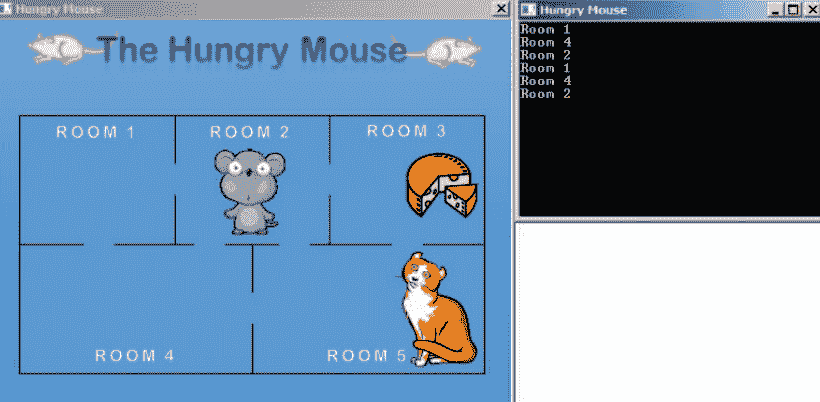 Hungry Mouse
The Hungry Mouse
ROOM 1
ROOM 2
ROOM 3
ROOM 4
ROOM 5
Hungry Mouse
Room 1
Room 4
Room 2
Room 1
Room 4
Room 2